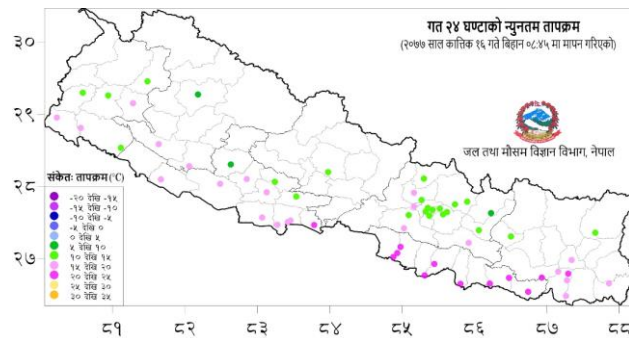 गत २४ घण्टाको न्युनतम तापक्रम
(२०७७ साल कात्तिक १६ गते बिहान ०८:४५ मा मापन गरिएको)
३०
२९
जल तथा मौसम विज्ञान विभाग, नेपाल
२८
संकेतः तापक्रम (°C)
-२० देखि -१५
-१५ देखि -१०
-१० देखि -५
-५ देखि ०
० देखि ५
५ देखि १०
१० देखि १५
१५ देखि २०
२० देखि २५
२५ देखि ३०
३० देखि ३५
२७
८१ ८२ ८३ ८४ ८५ ८६ ८७ ८८